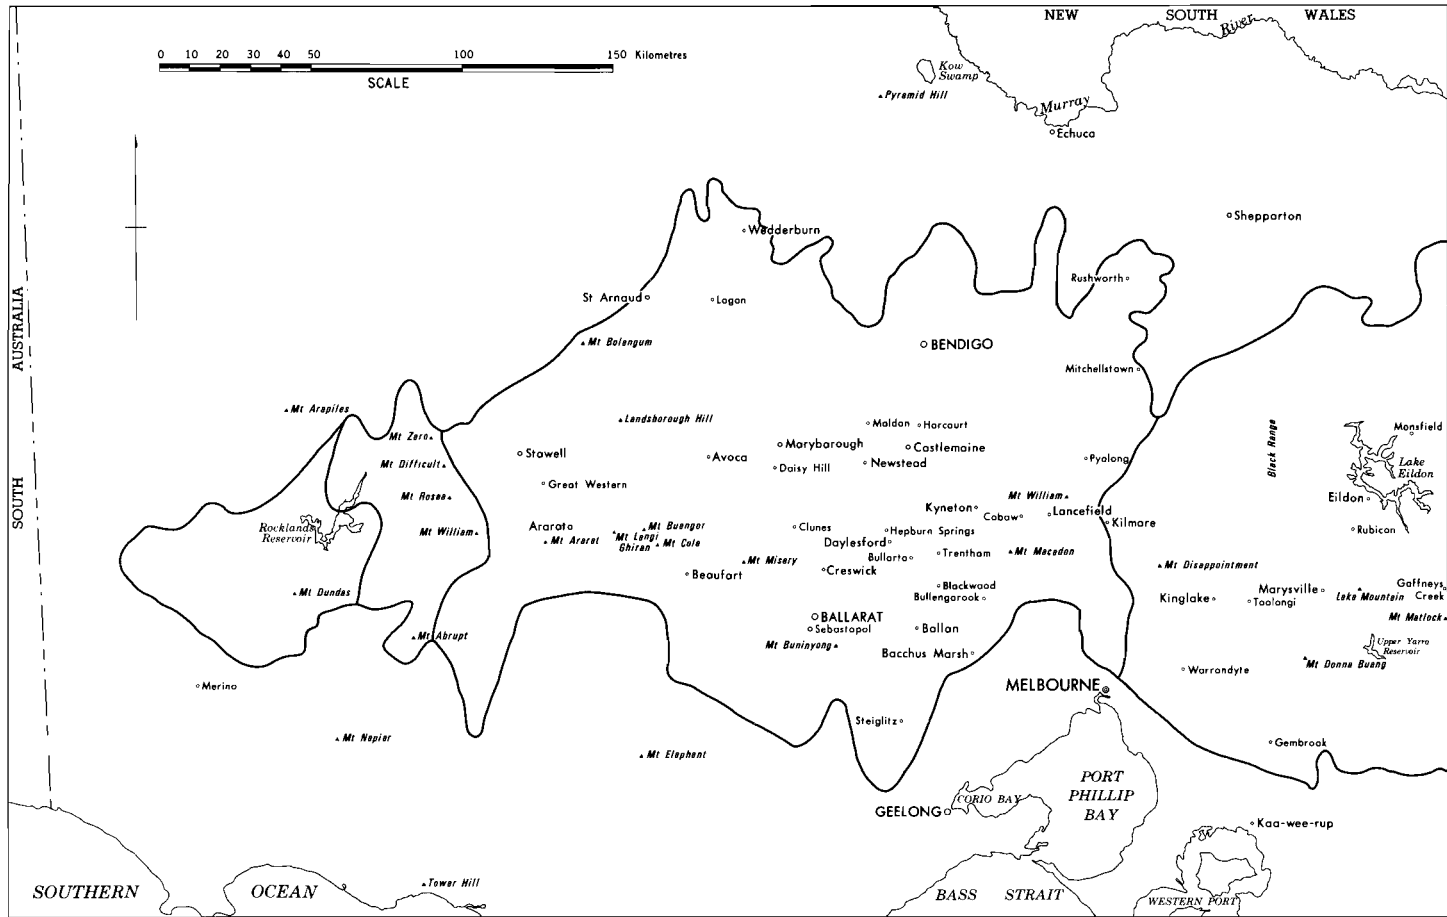 NEW SOUTH WALES
River
0 10 20 30 40 50 100 150 Kilometres
SCALE
Kow
Swamp
Pyramid Hill
Murray
Echuca
Shepparton
Wedderburn
Rushworth
St Arnaud
Logan
SOUTH AUSTRALIA
Mt Bolangum
BENDIGO
Mitchellstown
Mt Arapiles
Landsborough Hill
Maldon
Harcourt
Black Range
Mansfield
Mt Zero
Maryborough
Castlemaine
Stawell
Avoca
Pyalong
Mt Difficult
Daisy Hill
Newstead
Lake
Eildon
Great Western
Mt Rosea
Mt William
Eildon
Kyneton
Cobaw
Lancefield
Kilmore
Rocklands
Reservoir
Mt William
Ararat
Mt Buangor
Clunes
Hepburn Springs
Rubicon
Mt Ararat
Mt Langi
Ghiran
Mt Cole
Daylesford
Bullarto
Trentham
Mt Macedon
Mt Misery
Mt Disappointment
Beaufort
Creswick
Mt Dundas
Blackwood
Bullengarook
Kinglake
Toolangi
Marysville
Lake Mountain
Gaffneys
Creek
BALLARAT
Mt Matlock
Sebastopol
Ballan
Mt Abrupt
Mt Buninyong
Bacchus Marsh
Upper Yarra
Reservoir
Mt Donna Buang
Warrandyte
Merino
MELBOURNE
Steiglitz
Mt Napier
Mt Elephant
Gembrook
PORT
PHILLIP
BAY
CORIO BAY
GEELONG
Kaa-wee-rup
SOUTHERN OCEAN
Tower Hill
BASS STRAIT
WESTERN PORT